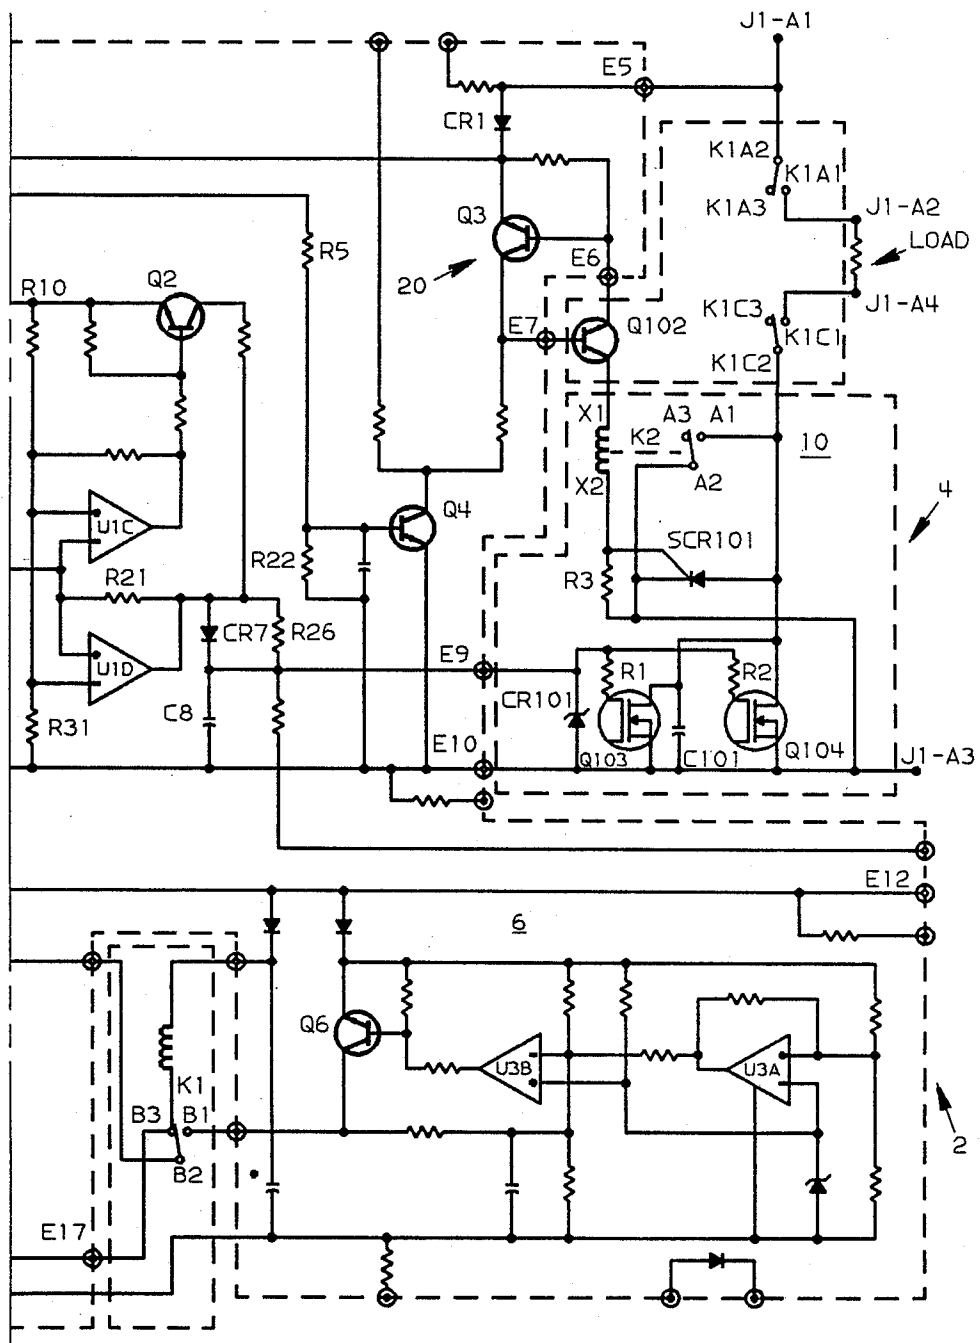 J1-A1
E5
CR1
K1A2
K1A1
K1A3
J1-A2
Q3
R5
LOAD
E6
20
Q2
R10
J1-A4
K1C3
Q102
E7
K1C1
K1C2
X1
A3 A1
K2
10
X2
A2
4
Q4
U1C
SCR101
R22
R21
R3
CR7
R26
E9
U1D
R1
R2
CR101
C8
R31
E10
Q103
C101
Q104
J1-A3
E12
6
Q6
U3B
U3A
K1
B3 B1
2
B2
E17